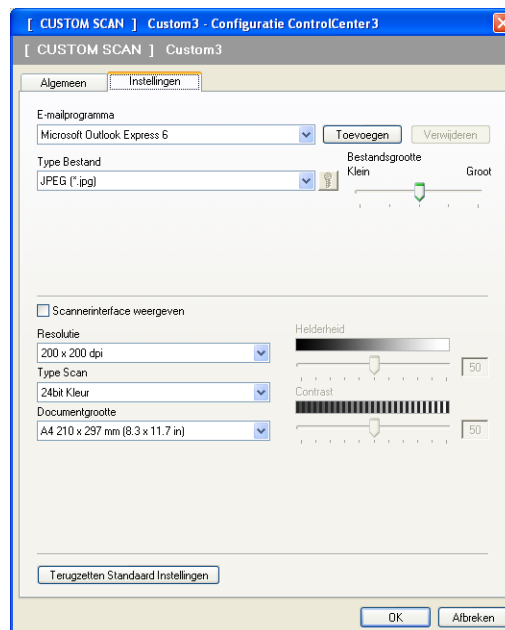 [ CUSTOM SCAN ] Custom3 - Configuratie ControlCenter3
[ CUSTOM SCAN ] Custom3
Algemeen Instellingen
E-mailprogramma
Microsoft Outlook Express 6 Toevoegen Verwijderen
Type Bestand Bestandsgrootte
Klein Groot
JPEG (*.jpg)
Scannerinterface weergeven
Resolutie Helderheid
200 x 200 dpi
50
Type Scan
24bit Kleur Contrast
Documentgrootte
A4 210 x 297 mm (8.3 x 11.7 in) 50
Terugzetten Standaard Instellingen
OK Afbreken